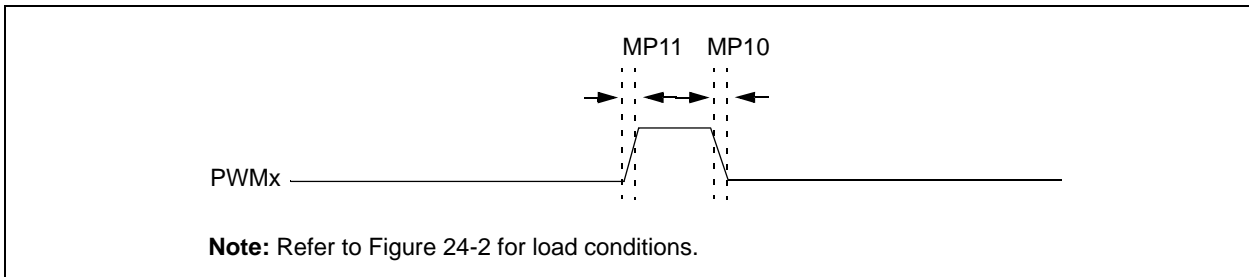 MP11 MP10
PWMx
Note: Refer to Figure 24-2 for load conditions.